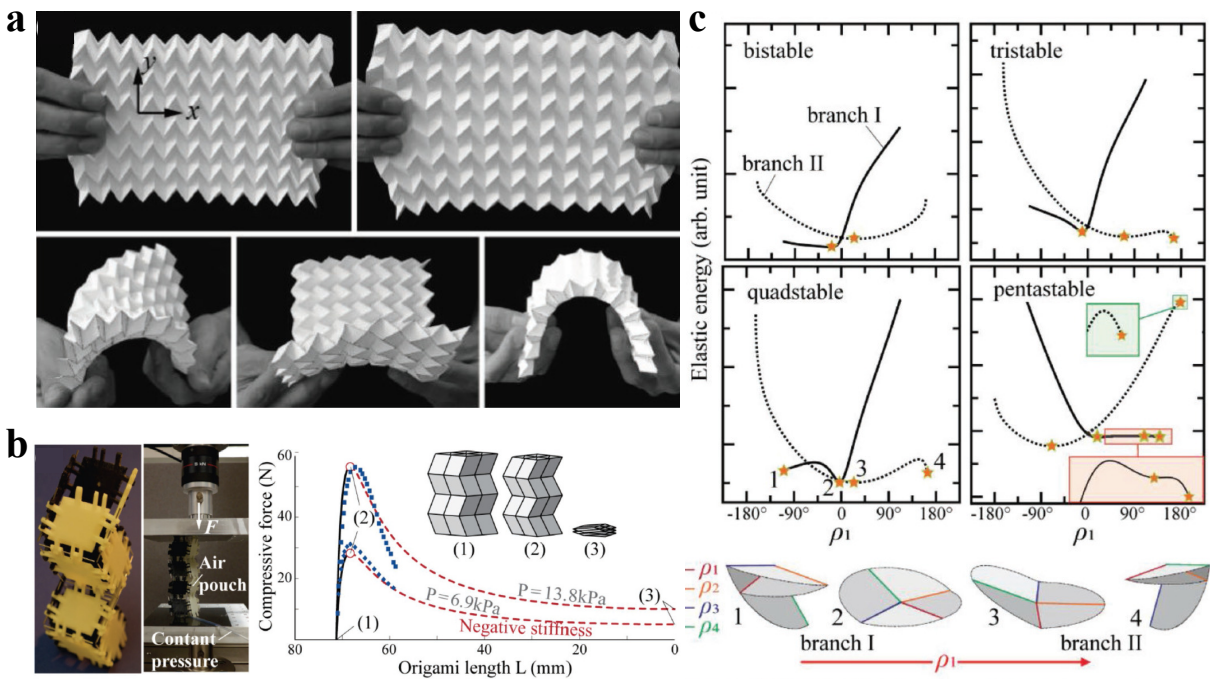 a
y
x
b
F
Air
pouch
Contant
pressure
Compressive force (N)
60
40
20
80
60
40
20
0
Origami length L (mm)
(1)
(2)
(3)
(1)
(2)
(3)
P=13.8kPa
P=6.9kPa
Negative stiffness
c
Elastic energy (arb. unit)
bistable
branch I
branch II
tristable
quadstable
1
2
3
4
pentastable
-180° -90° 0 90° 180°
-180° -90° 0 90° 180°
ρ1
ρ1
ρ1
ρ2
ρ3
ρ4
1
2
3
4
branch I
branch II
ρ1